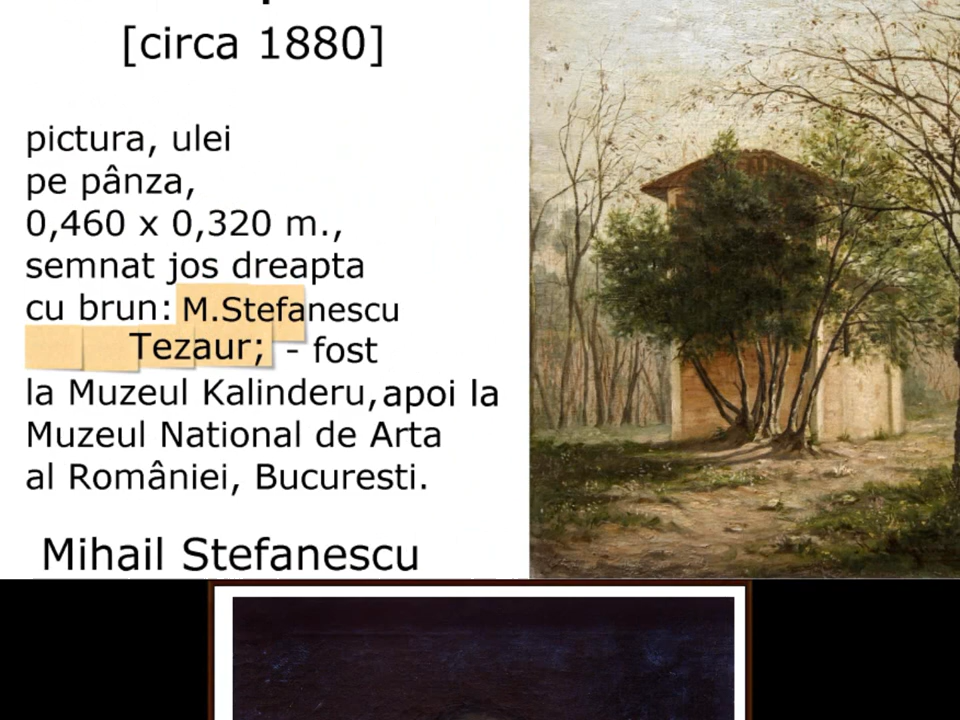 [circa 1880]
pictura, ulei
pe pânza,
0,460 x 0,320 m.,
semnat jos dreapta
cu brun: M.Stefanescu
Tezaur; - fost
la Muzeul Kalinderu, apoi la
Muzeul National de Arta
al României, Bucuresti.
Mihail Stefanescu